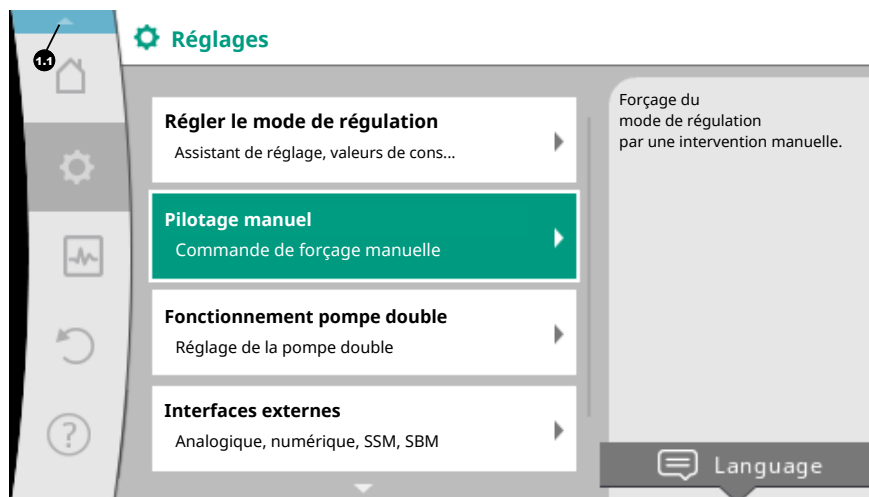 1.1
Réglages
Régler le mode de régulation
Assistant de réglage, valeurs de cons...
Pilotage manuel
Commande de forçage manuelle
Fonctionnement pompe double
Réglage de la pompe double
Interfaces externes
Analogique, numérique, SSM, SBM
Forçage du
mode de régulation
par une intervention manuelle.
Language